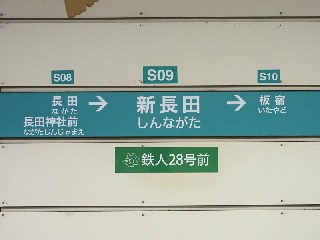 S08
S09
S10
長田
ながた
長田神社前
ながたじんじゃまえ
→
新長田
しんながた
→
板宿
いたやど
鉄人28号前